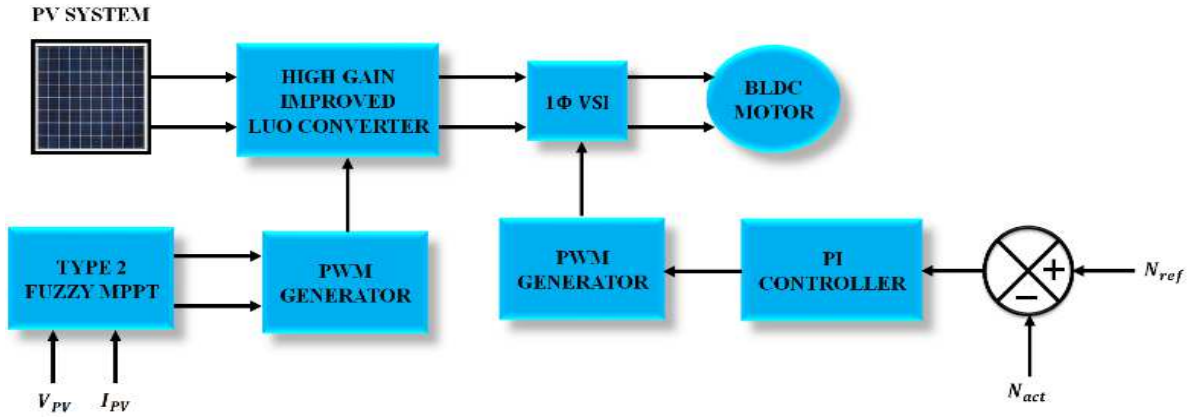 PV SYSTEM
HIGH GAIN
IMPROVED
LUO CONVERTER
1Φ VSI
BLDC
MOTOR
TYPE 2
FUZZY MPPT
PWM
GENERATOR
PWM
GENERATOR
PI
CONTROLLER
+
−
N_ref
N_act
V_PV
I_PV